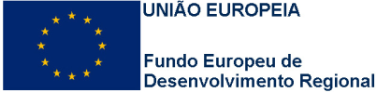 UNIÃO EUROPEIA
Fundo Europeu de
Desenvolvimento Regional